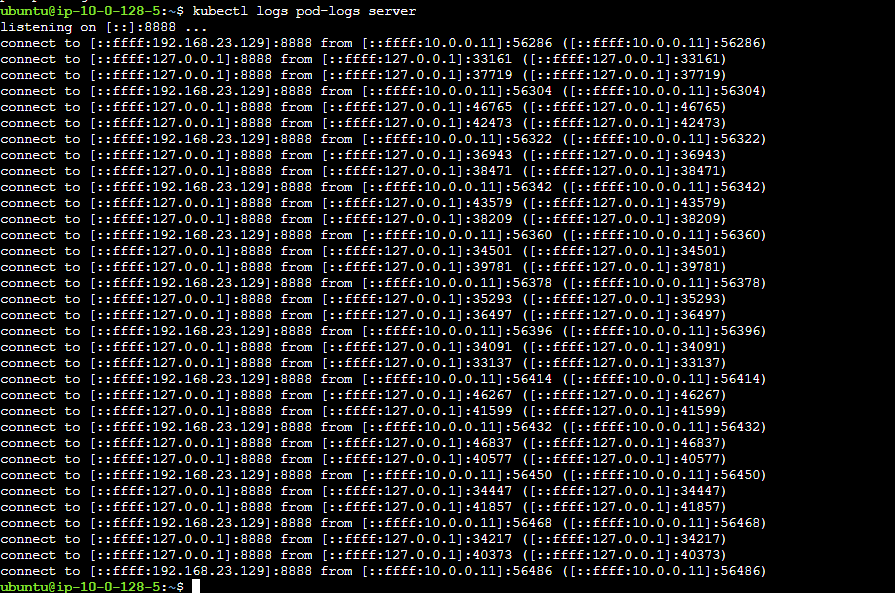 ubuntu@ip-10-0-128-5:~$ kubectl logs pod-logs server
listening on [::]:8888 ...
connect to [::ffff:192.168.23.129]:8888 from [::ffff:10.0.0.11]:56286 ([::ffff:10.0.0.11]:56286)
connect to [::ffff:127.0.0.1]:8888 from [::ffff:127.0.0.1]:33161 ([::ffff:127.0.0.1]:33161)
connect to [::ffff:127.0.0.1]:8888 from [::ffff:127.0.0.1]:37719 ([::ffff:127.0.0.1]:37719)
connect to [::ffff:192.168.23.129]:8888 from [::ffff:10.0.0.11]:56304 ([::ffff:10.0.0.11]:56304)
connect to [::ffff:127.0.0.1]:8888 from [::ffff:127.0.0.1]:46765 ([::ffff:127.0.0.1]:46765)
connect to [::ffff:127.0.0.1]:8888 from [::ffff:127.0.0.1]:42473 ([::ffff:127.0.0.1]:42473)
connect to [::ffff:192.168.23.129]:8888 from [::ffff:10.0.0.11]:56322 ([::ffff:10.0.0.11]:56322)
connect to [::ffff:127.0.0.1]:8888 from [::ffff:127.0.0.1]:36943 ([::ffff:127.0.0.1]:36943)
connect to [::ffff:127.0.0.1]:8888 from [::ffff:127.0.0.1]:38471 ([::ffff:127.0.0.1]:38471)
connect to [::ffff:192.168.23.129]:8888 from [::ffff:10.0.0.11]:56342 ([::ffff:10.0.0.11]:56342)
connect to [::ffff:127.0.0.1]:8888 from [::ffff:127.0.0.1]:43579 ([::ffff:127.0.0.1]:43579)
connect to [::ffff:127.0.0.1]:8888 from [::ffff:127.0.0.1]:38209 ([::ffff:127.0.0.1]:38209)
connect to [::ffff:192.168.23.129]:8888 from [::ffff:10.0.0.11]:56360 ([::ffff:10.0.0.11]:56360)
connect to [::ffff:127.0.0.1]:8888 from [::ffff:127.0.0.1]:34501 ([::ffff:127.0.0.1]:34501)
connect to [::ffff:127.0.0.1]:8888 from [::ffff:127.0.0.1]:39781 ([::ffff:127.0.0.1]:39781)
connect to [::ffff:192.168.23.129]:8888 from [::ffff:10.0.0.11]:56378 ([::ffff:10.0.0.11]:56378)
connect to [::ffff:127.0.0.1]:8888 from [::ffff:127.0.0.1]:35293 ([::ffff:127.0.0.1]:35293)
connect to [::ffff:127.0.0.1]:8888 from [::ffff:127.0.0.1]:36497 ([::ffff:127.0.0.1]:36497)
connect to [::ffff:192.168.23.129]:8888 from [::ffff:10.0.0.11]:56396 ([::ffff:10.0.0.11]:56396)
connect to [::ffff:127.0.0.1]:8888 from [::ffff:127.0.0.1]:34091 ([::ffff:127.0.0.1]:34091)
connect to [::ffff:127.0.0.1]:8888 from [::ffff:127.0.0.1]:33137 ([::ffff:127.0.0.1]:33137)
connect to [::ffff:192.168.23.129]:8888 from [::ffff:10.0.0.11]:56414 ([::ffff:10.0.0.11]:56414)
connect to [::ffff:127.0.0.1]:8888 from [::ffff:127.0.0.1]:46267 ([::ffff:127.0.0.1]:46267)
connect to [::ffff:127.0.0.1]:8888 from [::ffff:127.0.0.1]:41599 ([::ffff:127.0.0.1]:41599)
connect to [::ffff:192.168.23.129]:8888 from [::ffff:10.0.0.11]:56432 ([::ffff:10.0.0.11]:56432)
connect to [::ffff:127.0.0.1]:8888 from [::ffff:127.0.0.1]:46837 ([::ffff:127.0.0.1]:46837)
connect to [::ffff:127.0.0.1]:8888 from [::ffff:127.0.0.1]:40577 ([::ffff:127.0.0.1]:40577)
connect to [::ffff:192.168.23.129]:8888 from [::ffff:10.0.0.11]:56450 ([::ffff:10.0.0.11]:56450)
connect to [::ffff:127.0.0.1]:8888 from [::ffff:127.0.0.1]:34447 ([::ffff:127.0.0.1]:34447)
connect to [::ffff:127.0.0.1]:8888 from [::ffff:127.0.0.1]:41857 ([::ffff:127.0.0.1]:41857)
connect to [::ffff:192.168.23.129]:8888 from [::ffff:10.0.0.11]:56468 ([::ffff:10.0.0.11]:56468)
connect to [::ffff:127.0.0.1]:8888 from [::ffff:127.0.0.1]:34217 ([::ffff:127.0.0.1]:34217)
connect to [::ffff:127.0.0.1]:8888 from [::ffff:127.0.0.1]:40373 ([::ffff:127.0.0.1]:40373)
connect to [::ffff:192.168.23.129]:8888 from [::ffff:10.0.0.11]:56486 ([::ffff:10.0.0.11]:56486)
ubuntu@ip-10-0-128-5:~$